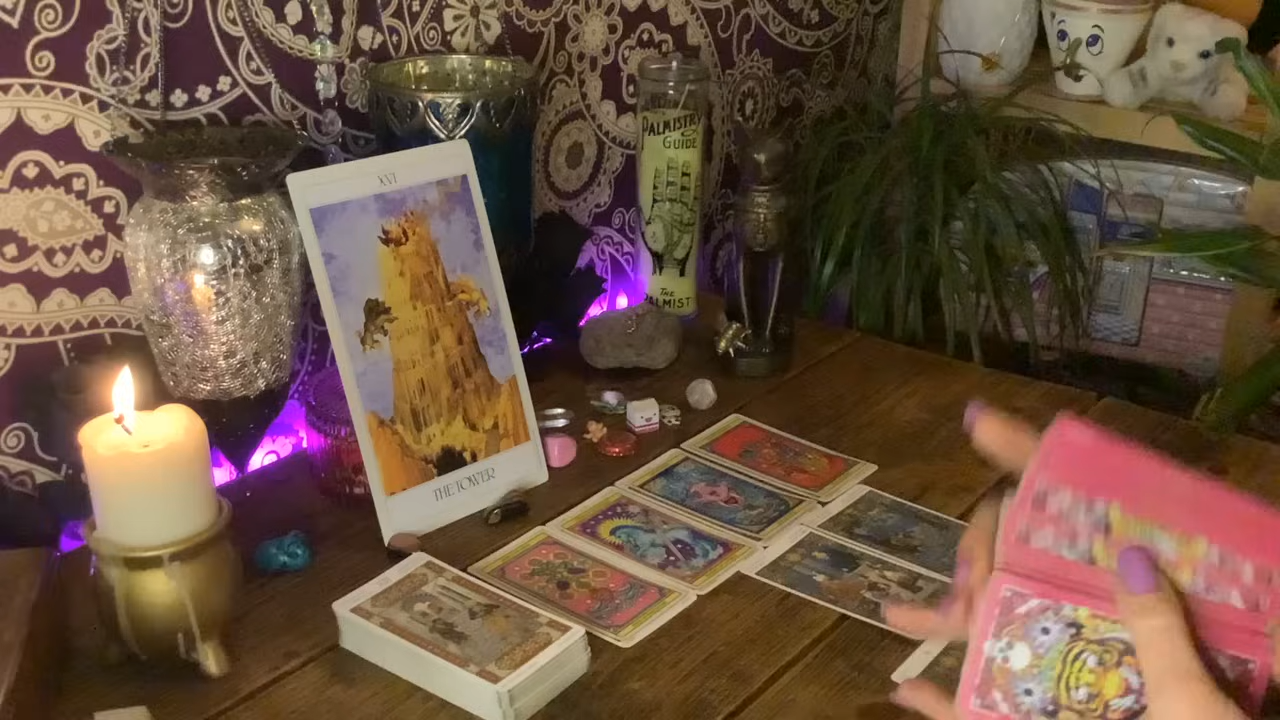 XVI
THE TOWER
PALMISTRY
GUIDE
THE
PALMIST